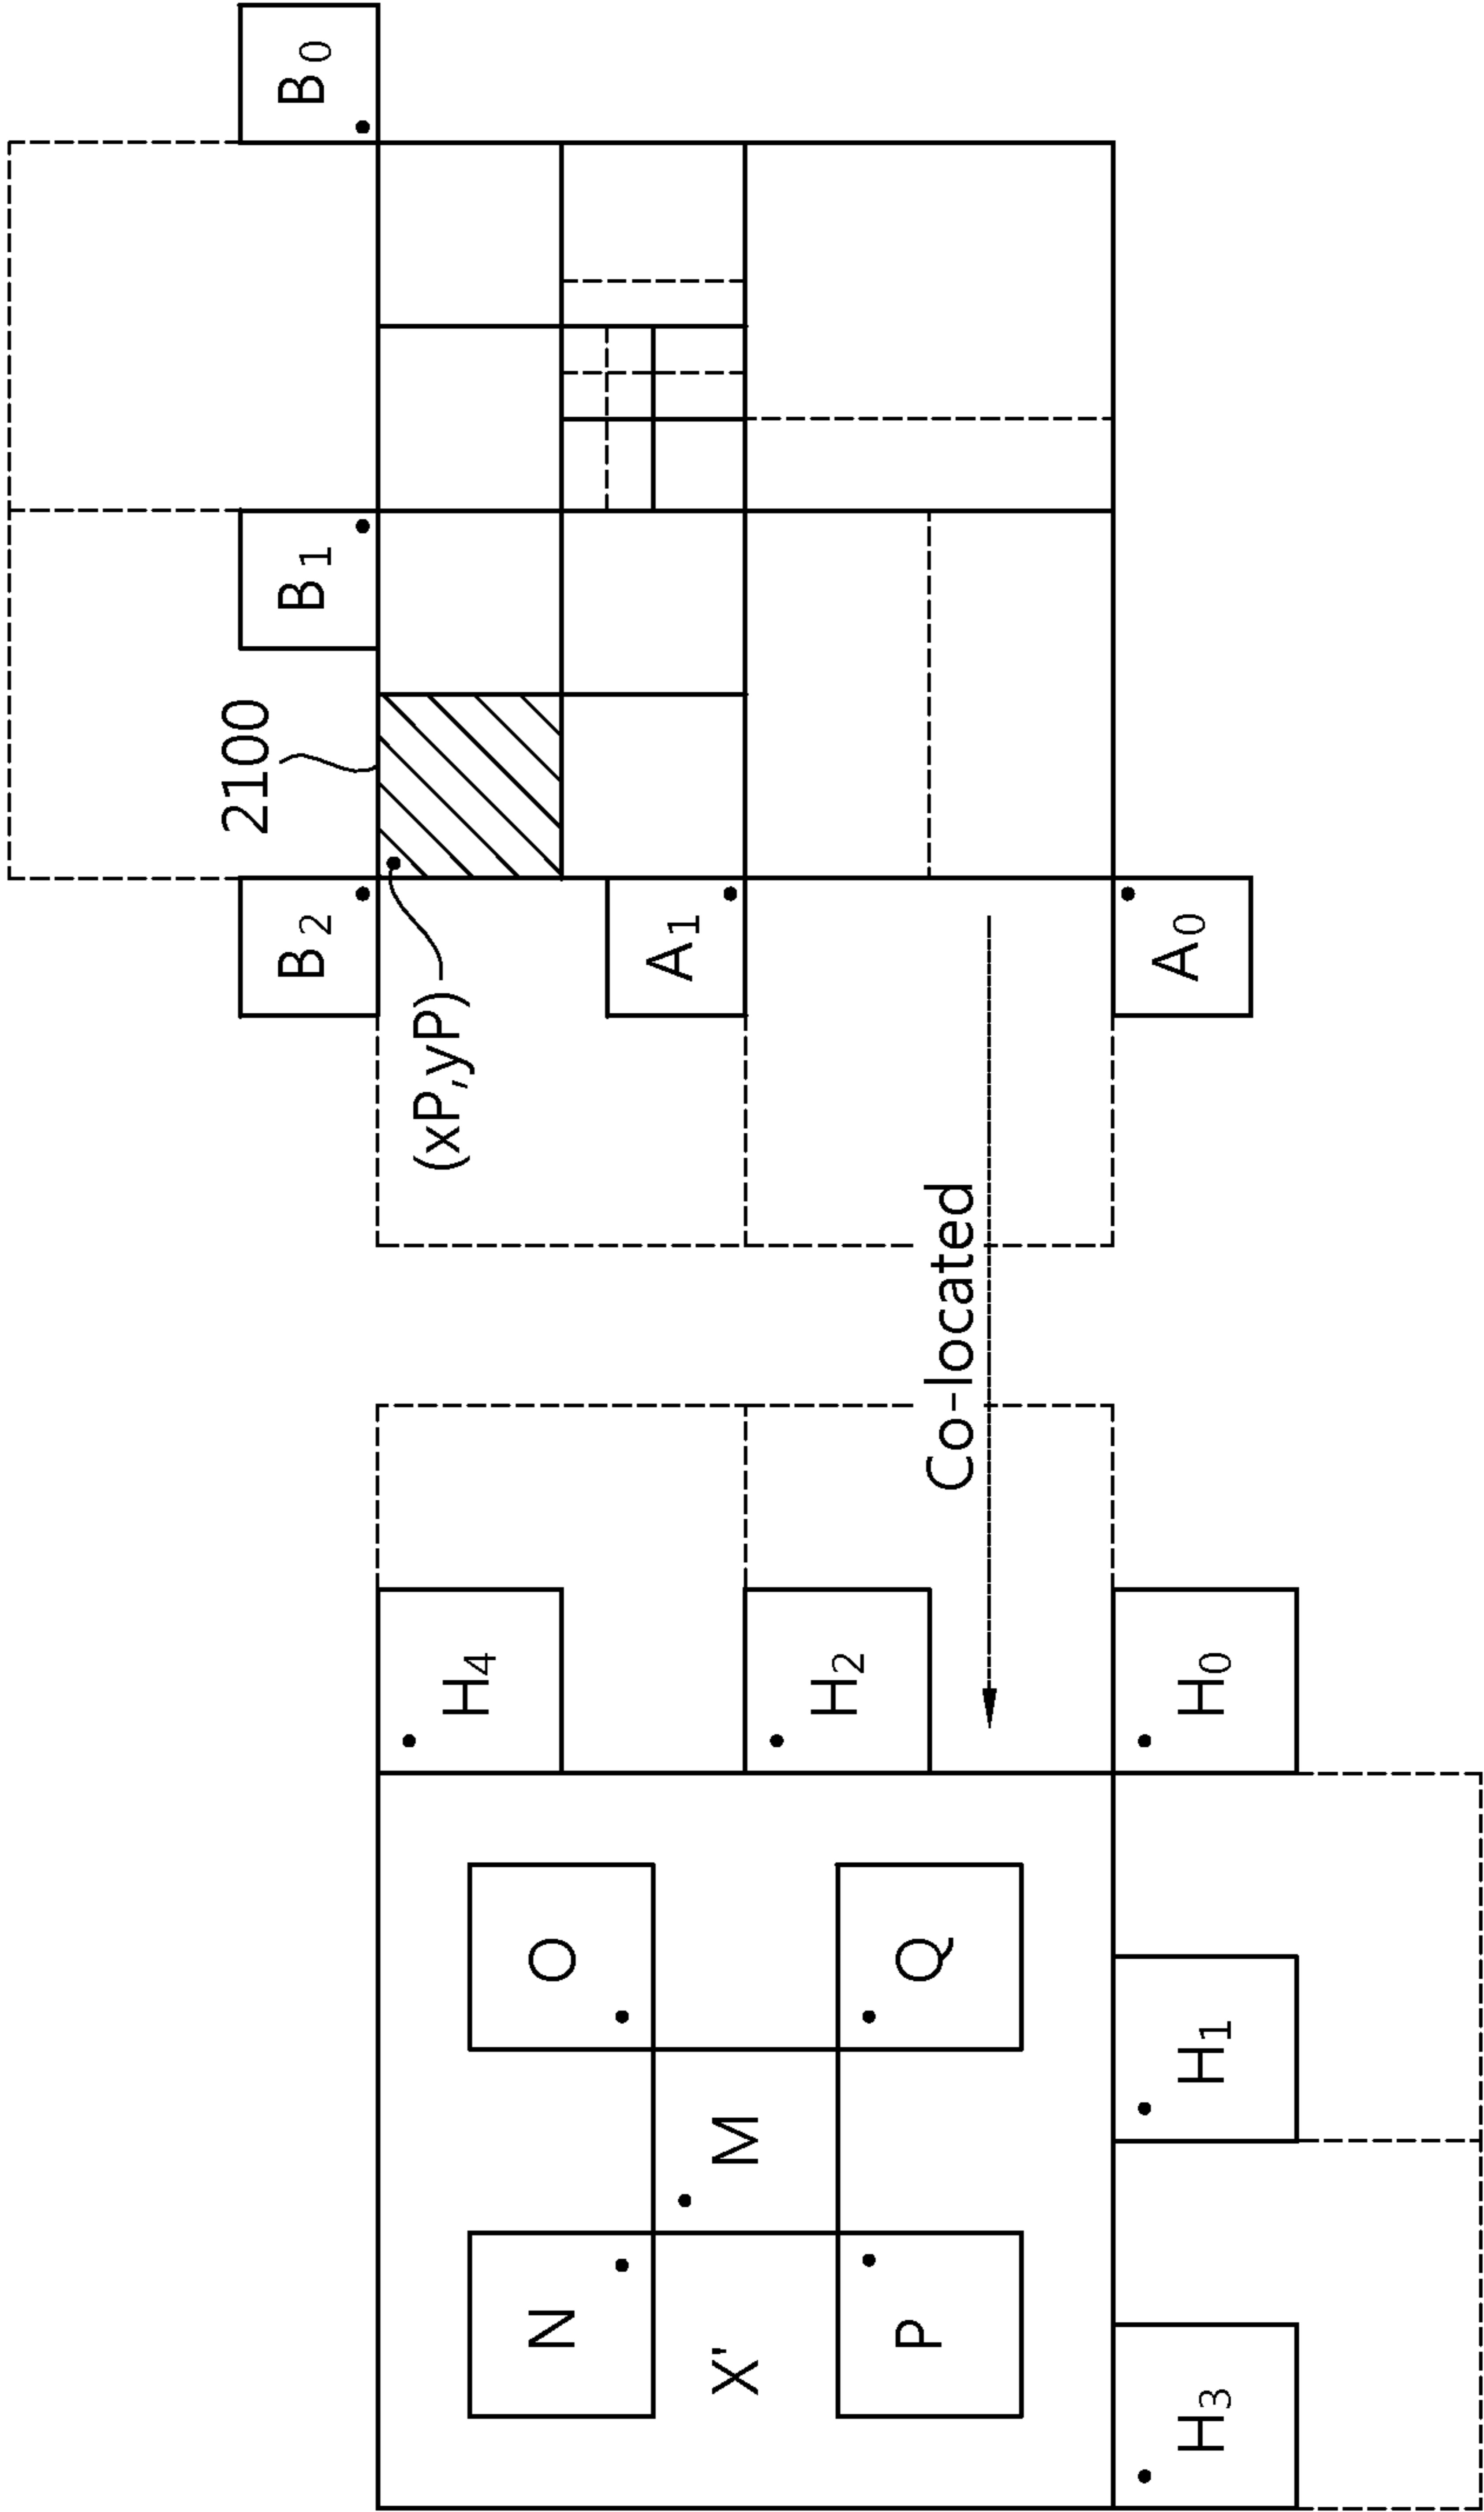 2100
B2
B1
B0
(xP,yP)
H4
N
O
A1
X'
M
H2
P
Q
Co-located
A0
H3
H1
H0